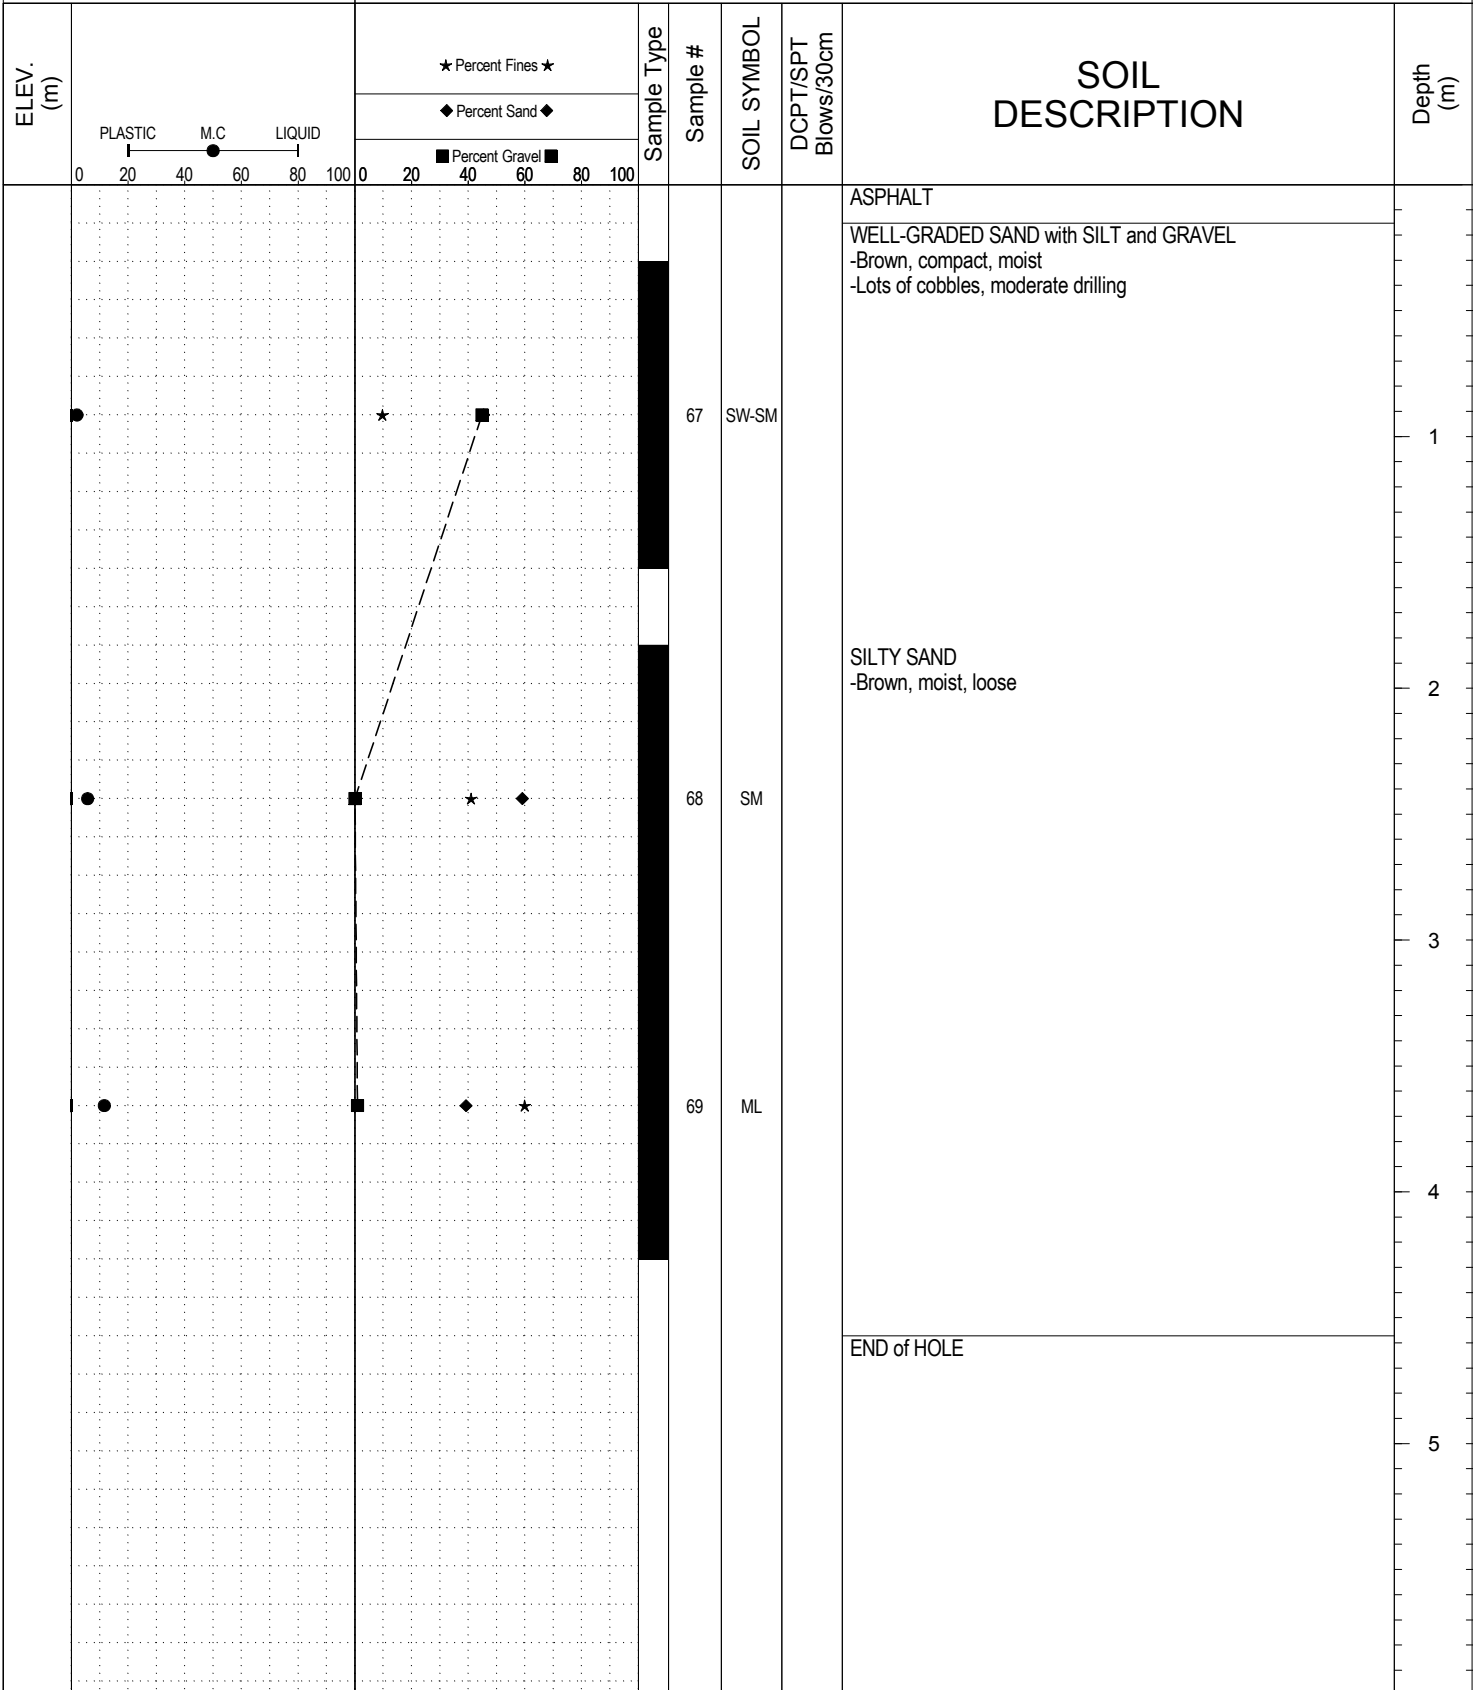 ELEV.
(m)
PLASTIC M.C LIQUID
0 20 40 60 80 100
★ Percent Fines ★
◆ Percent Sand ◆
■ Percent Gravel ■
0 20 40 60 80 100
Sample Type
Sample #
SOIL SYMBOL
DCPT/SPT
Blows/30cm
SOIL
DESCRIPTION
Depth
(m)
ASPHALT
WELL-GRADED SAND with SILT and GRAVEL
-Brown, compact, moist
-Lots of cobbles, moderate drilling
67 SW-SM
1
SILTY SAND
-Brown, moist, loose
2
68 SM
3
69 ML
4
END of HOLE
5